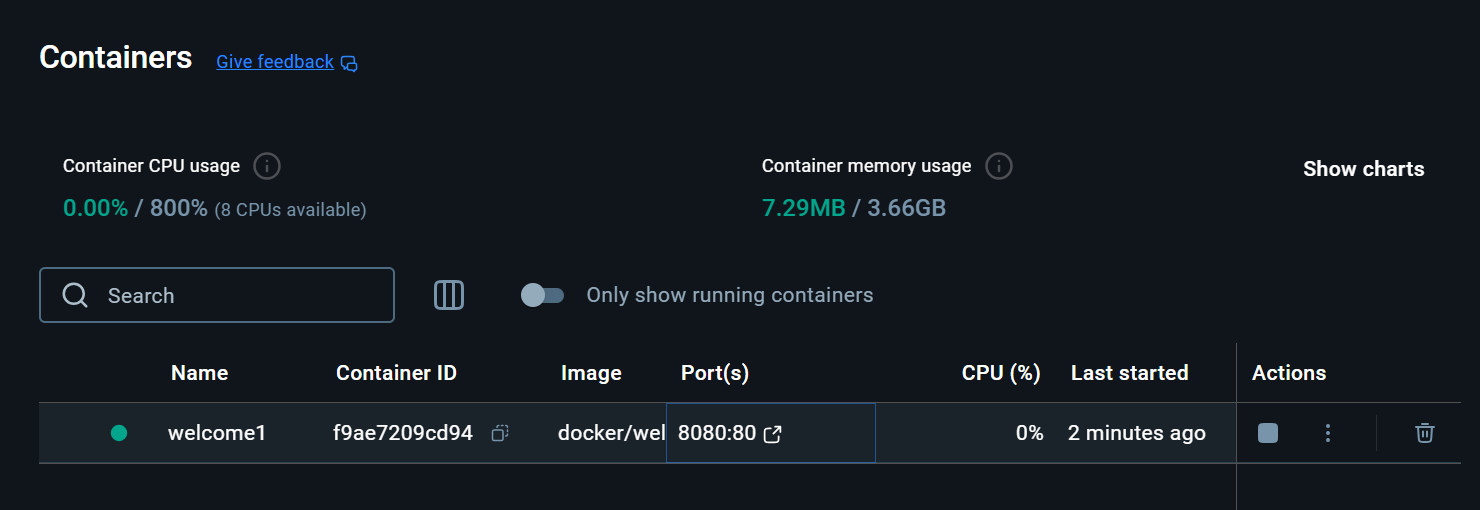 Containers Give feedback
Container CPU usage Container memory usage Show charts
0.00% / 800% (8 CPUs available) 7.29MB / 3.66GB
Search Only show running containers
Name Container ID Image Port(s) CPU (%) Last started Actions
welcome1 f9ae7209cd94 docker/wel 8080:80 0% 2 minutes ago